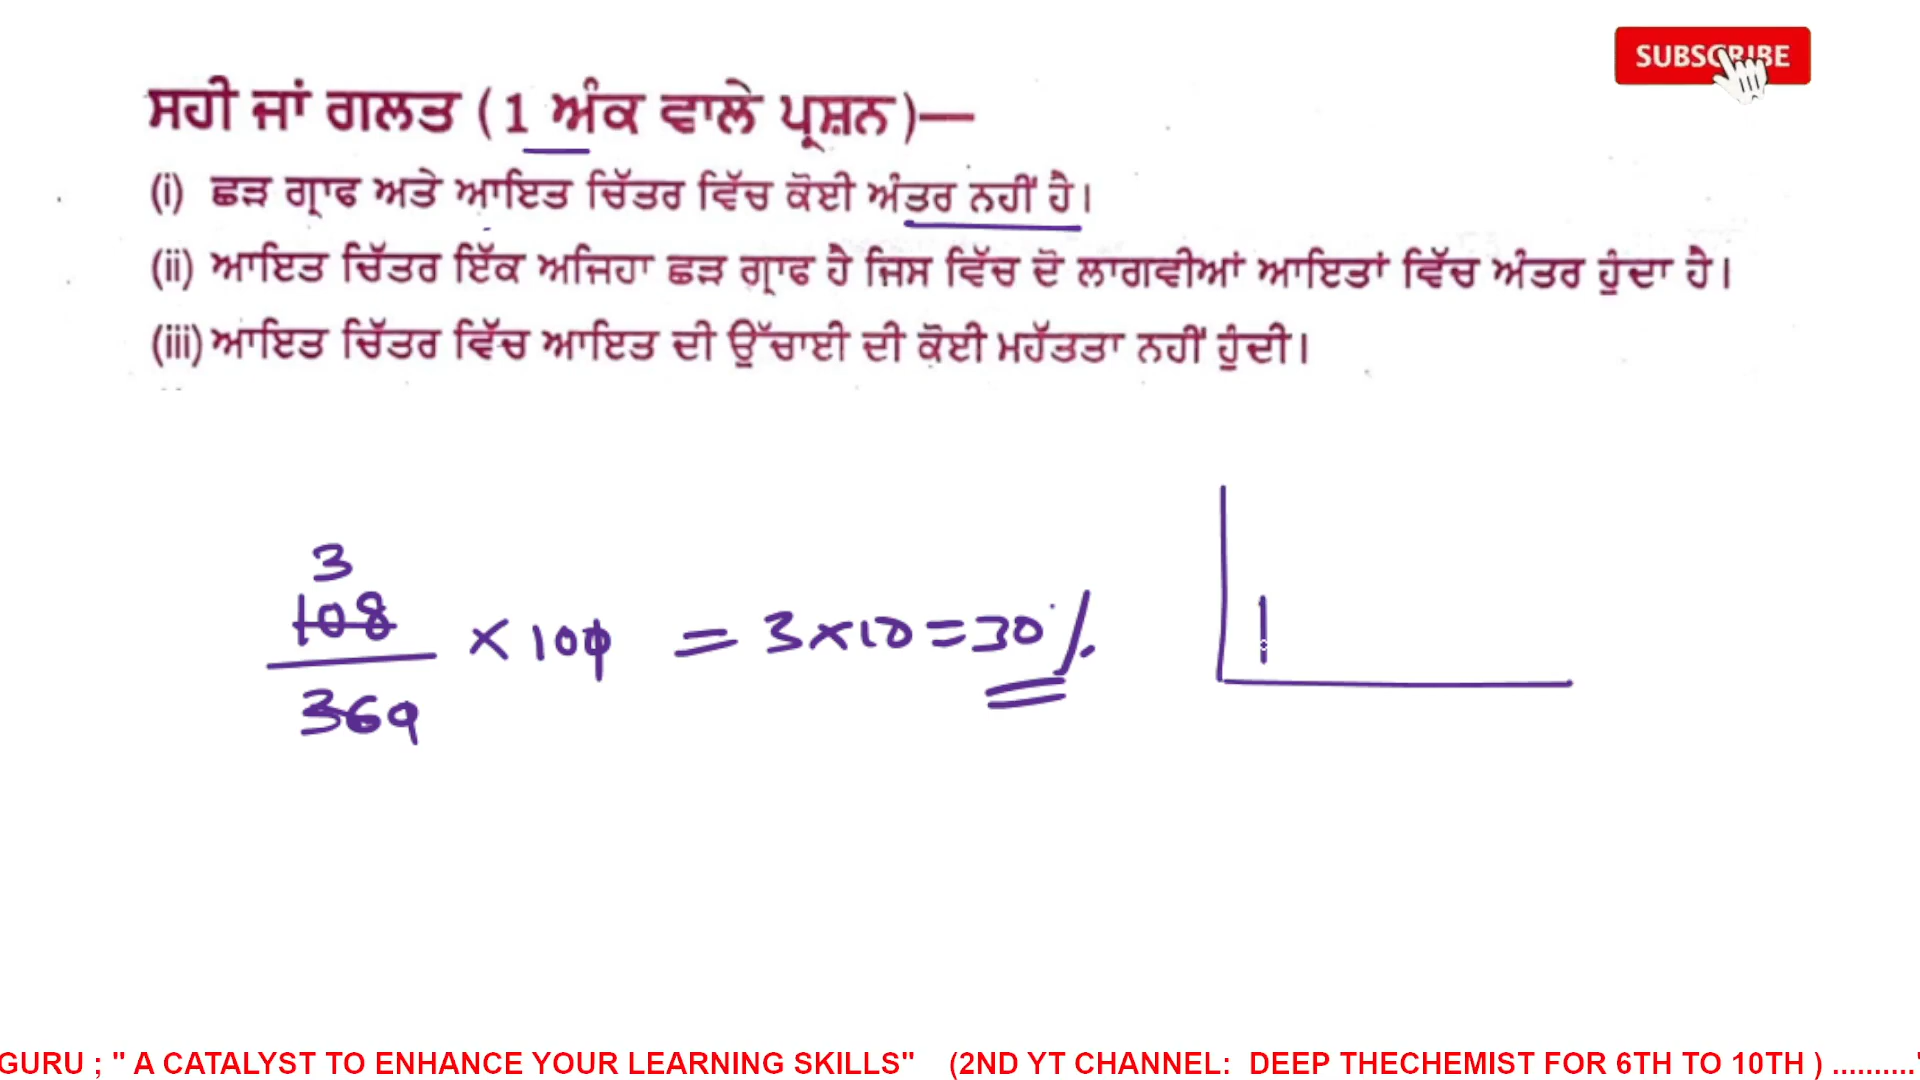 SUBSCRIBE
ਸਹੀ ਜਾਂ ਗਲਤ (1 ਅੰਕ ਵਾਲੇ ਪ੍ਰਸ਼ਨ)—
(i) ਛੜ ਗ੍ਰਾਫ ਅਤੇ ਆਇਤ ਚਿੱਤਰ ਵਿੱਚ ਕੋਈ ਅੰਤਰ ਨਹੀਂ ਹੈ।
(ii) ਆਇਤ ਚਿੱਤਰ ਇੱਕ ਅਜਿਹਾ ਛੜ ਗ੍ਰਾਫ ਹੈ ਜਿਸ ਵਿੱਚ ਦੋ ਲਾਗਵੀਆਂ ਆਇਤਾਂ ਵਿੱਚ ਅੰਤਰ ਹੁੰਦਾ ਹੈ।
(iii) ਆਇਤ ਚਿੱਤਰ ਵਿੱਚ ਆਇਤ ਦੀ ਉੱਚਾਈ ਦੀ ਕੋਈ ਮਹੱਤਤਾ ਨਹੀਂ ਹੁੰਦੀ।
3
108 × 100 = 3×10=30%
360
GURU ; " A CATALYST TO ENHANCE YOUR LEARNING SKILLS" (2ND YT CHANNEL: DEEP THECHEMIST FOR 6TH TO 10TH ) ..........'